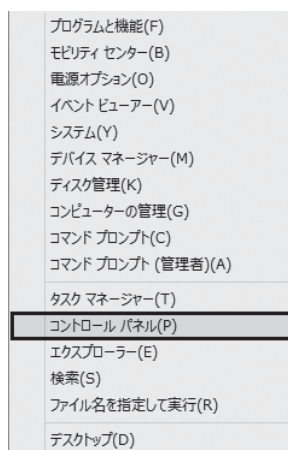 プログラムと機能(F)
モビリティ センター(B)
電源オプション(O)
イベント ビューアー(V)
システム(Y)
デバイス マネージャー(M)
ディスク管理(K)
コンピューターの管理(G)
コマンド プロンプト(C)
コマンド プロンプト (管理者)(A)
タスク マネージャー(T)
コントロール パネル(P)
エクスプローラー(E)
検索(S)
ファイル名を指定して実行(R)
デスクトップ(D)